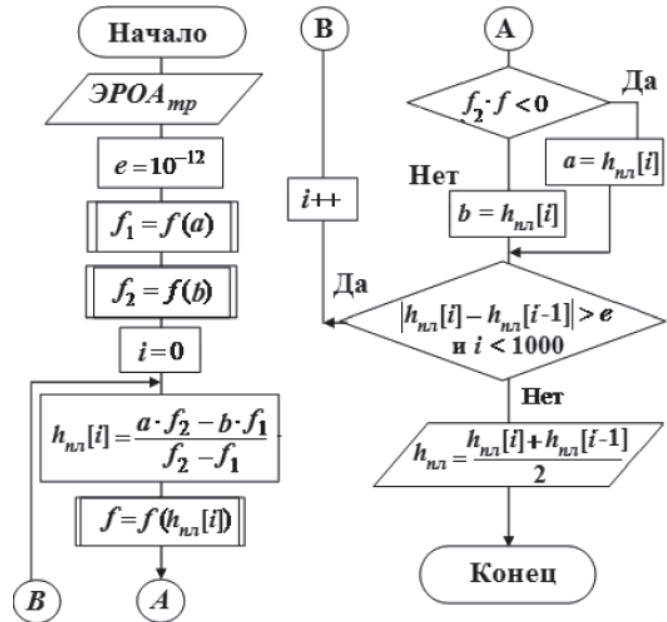 Начало
ЭРОА_тр
e = 10^-12
f_1 = f(a)
f_2 = f(b)
i = 0
h_пл[i] = (a · f_2 − b · f_1) / (f_2 − f_1)
f = f(h_пл[i])
В
А
В
i++
Да
А
f_2 · f < 0
Да
a = h_пл[i]
Нет
b = h_пл[i]
|h_пл[i] − h_пл[i-1]| > e
и i < 1000
Нет
h_пл = (h_пл[i] + h_пл[i-1]) / 2
Конец